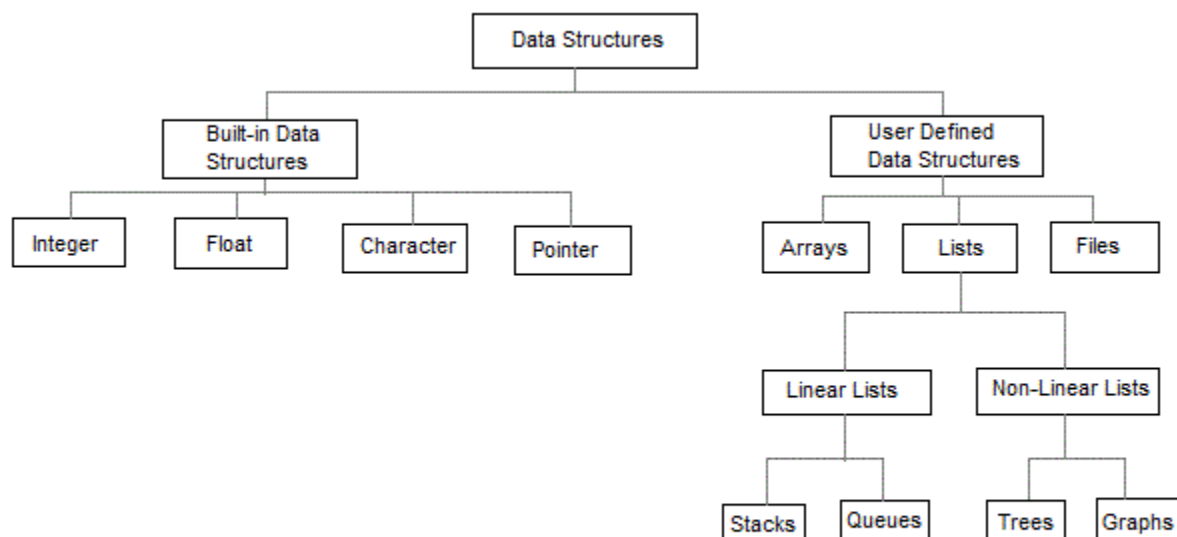 Data Structures
Built-in Data
Structures
User Defined
Data Structures
Integer
Float
Character
Pointer
Arrays
Lists
Files
Linear Lists
Non-Linear Lists
Stacks
Queues
Trees
Graphs